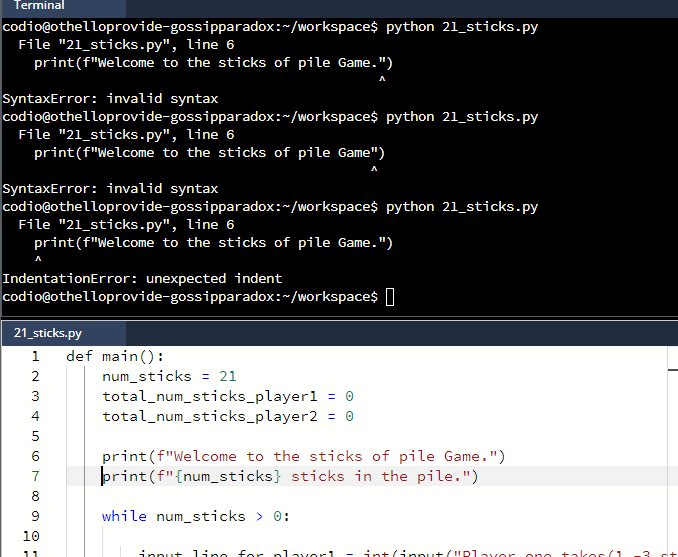 Terminal
codio@othelloprovide-gossipparadox:~/workspace$ python 21_sticks.py
  File "21_sticks.py", line 6
    print(f"Welcome to the sticks of pile Game.")
                                                ^
SyntaxError: invalid syntax
codio@othelloprovide-gossipparadox:~/workspace$ python 21_sticks.py
  File "21_sticks.py", line 6
    print(f"Welcome to the sticks of pile Game")
                                               ^
SyntaxError: invalid syntax
codio@othelloprovide-gossipparadox:~/workspace$ python 21_sticks.py
  File "21_sticks.py", line 6
    print(f"Welcome to the sticks of pile Game.")
    ^
IndentationError: unexpected indent
codio@othelloprovide-gossipparadox:~/workspace$
21_sticks.py
1 def main():
2     num_sticks = 21
3     total_num_sticks_player1 = 0
4     total_num_sticks_player2 = 0
5
6     print(f"Welcome to the sticks of pile Game.")
7     print(f"{num_sticks} sticks in the pile.")
8
9     while num_sticks > 0:
10
11         input_line_for_player1 = int(input("Player one takes(1 -3 st